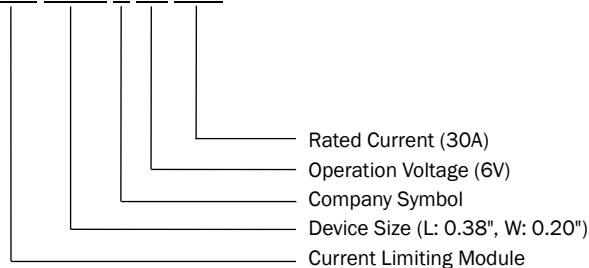 Rated Current (30A)
Operation Voltage (6V)
Company Symbol
Device Size (L: 0.38", W: 0.20")
Current Limiting Module